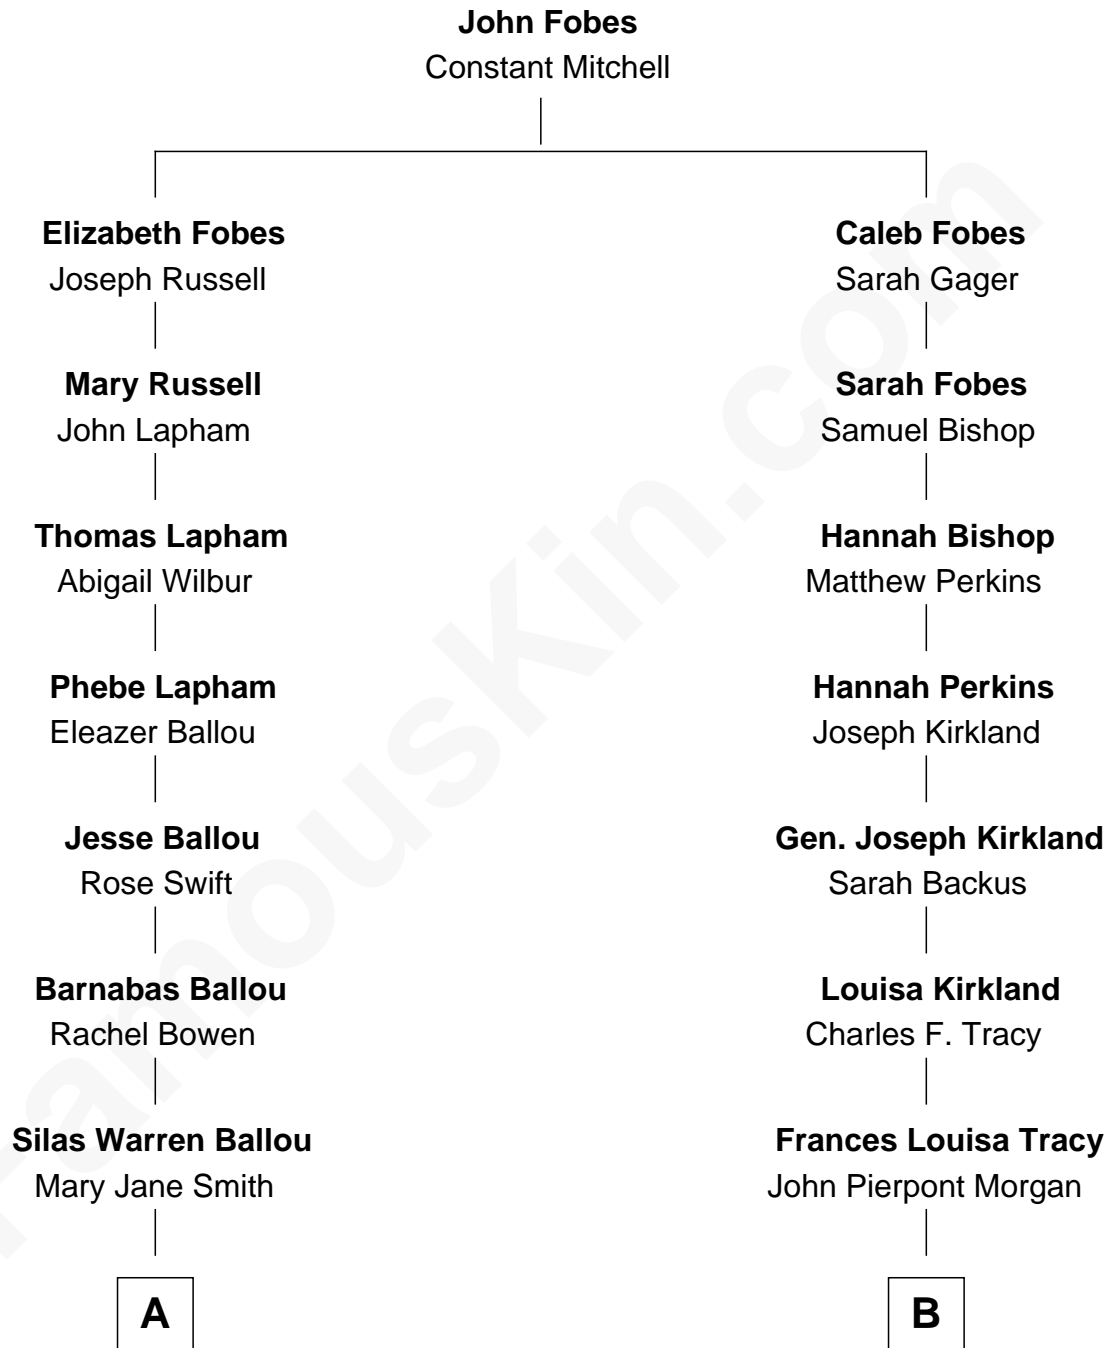 John Fobes
Constant Mitchell
Elizabeth Fobes
Joseph Russell
Caleb Fobes
Sarah Gager
Mary Russell
John Lapham
Sarah Fobes
Samuel Bishop
Thomas Lapham
Abigail Wilbur
Hannah Bishop
Matthew Perkins
Phebe Lapham
Eleazer Ballou
Hannah Perkins
Joseph Kirkland
Jesse Ballou
Rose Swift
Gen. Joseph Kirkland
Sarah Backus
Barnabas Ballou
Rachel Bowen
Louisa Kirkland
Charles F. Tracy
Silas Warren Ballou
Mary Jane Smith
Frances Louisa Tracy
John Pierpont Morgan
A
B
FamousKin.com